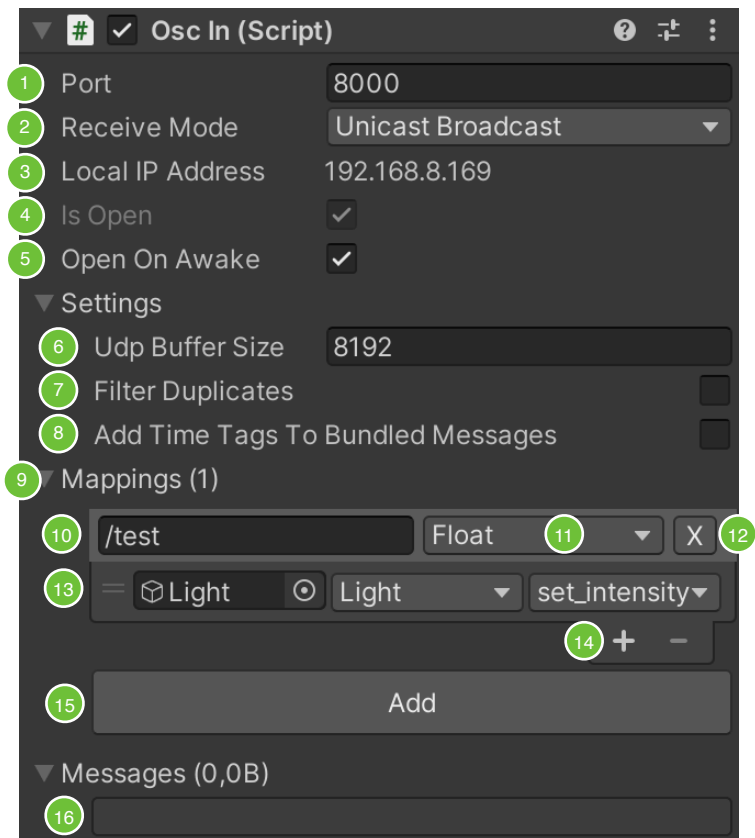 # Osc In (Script) ?
1 Port 8000
2 Receive Mode Unicast Broadcast
3 Local IP Address 192.168.8.169
4 Is Open
5 Open On Awake
Settings
6 Udp Buffer Size 8192
7 Filter Duplicates
8 Add Time Tags To Bundled Messages
9 Mappings (1)
10 /test Float 11 X 12
13 Light Light set_intensity
14 + −
15 Add
Messages (0,0B)
16